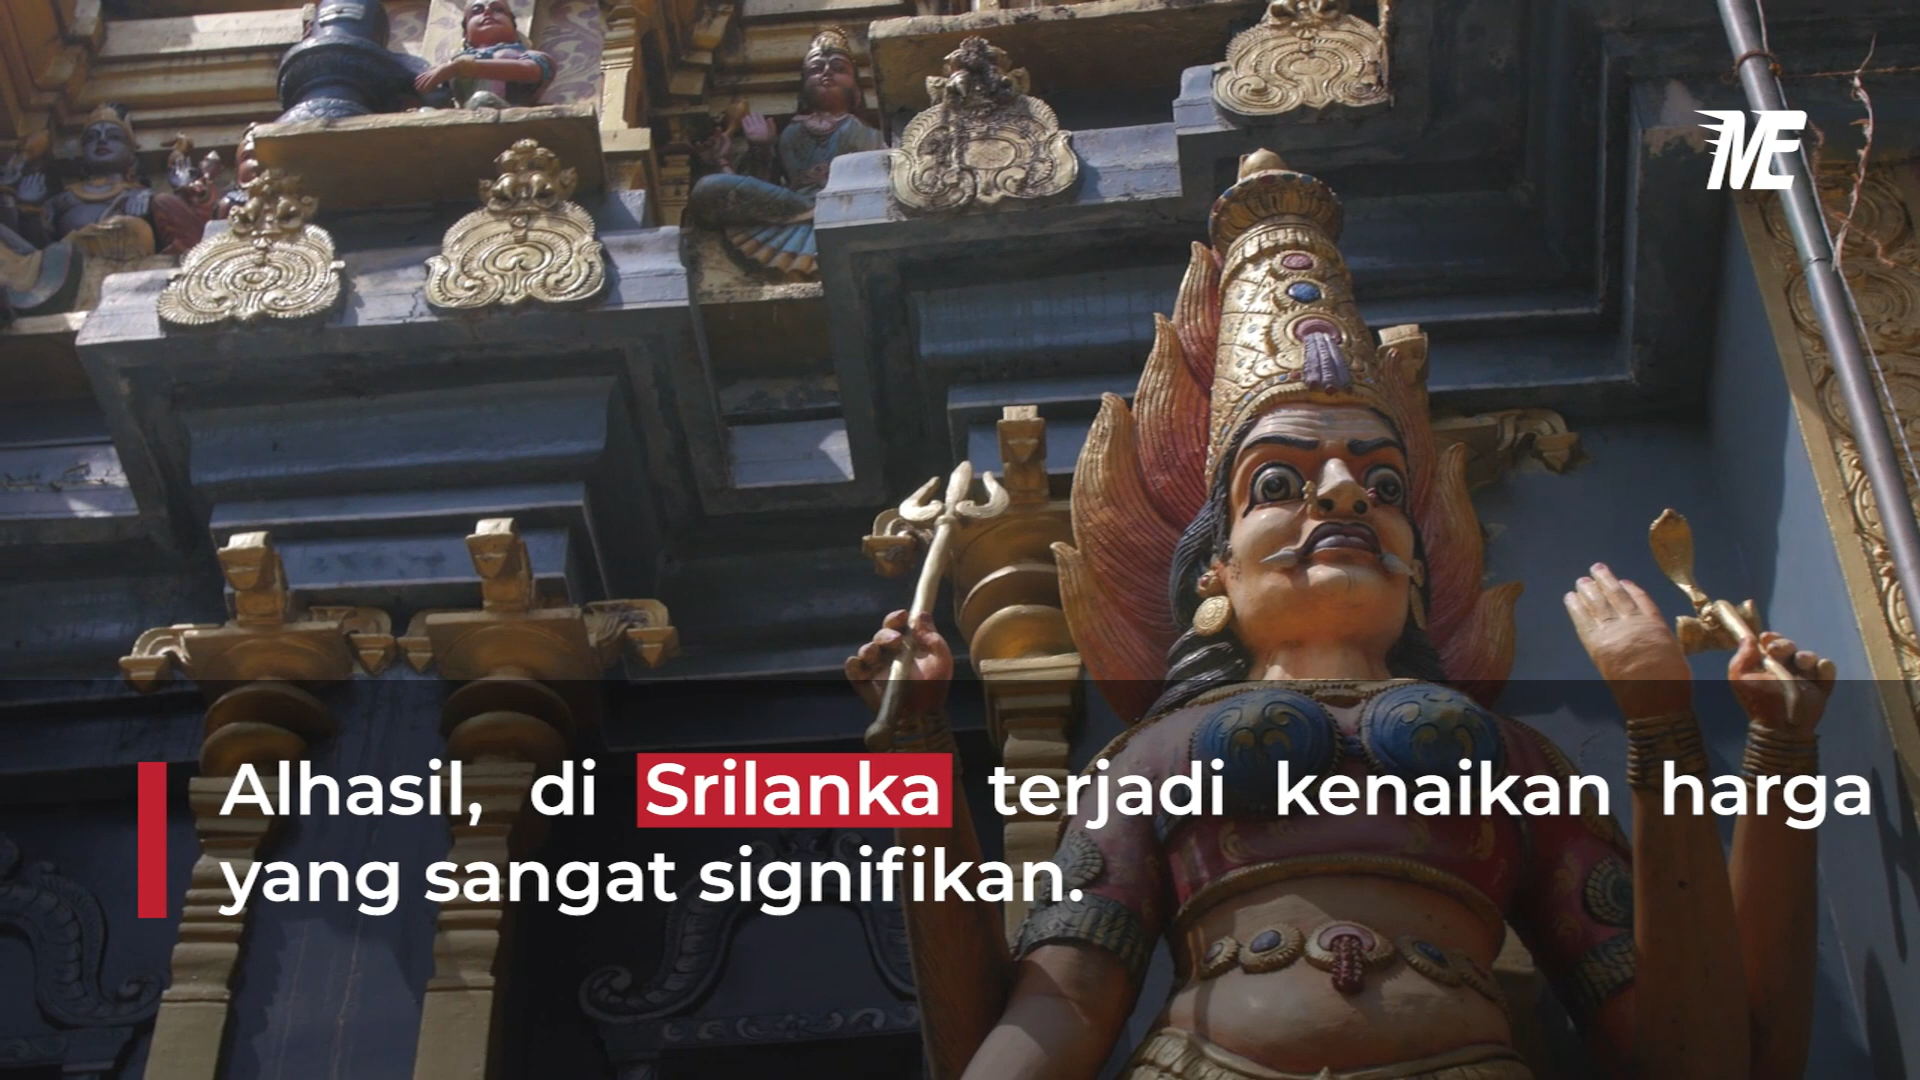 ME
Alhasil, di Srilanka terjadi kenaikan harga
yang sangat signifikan.